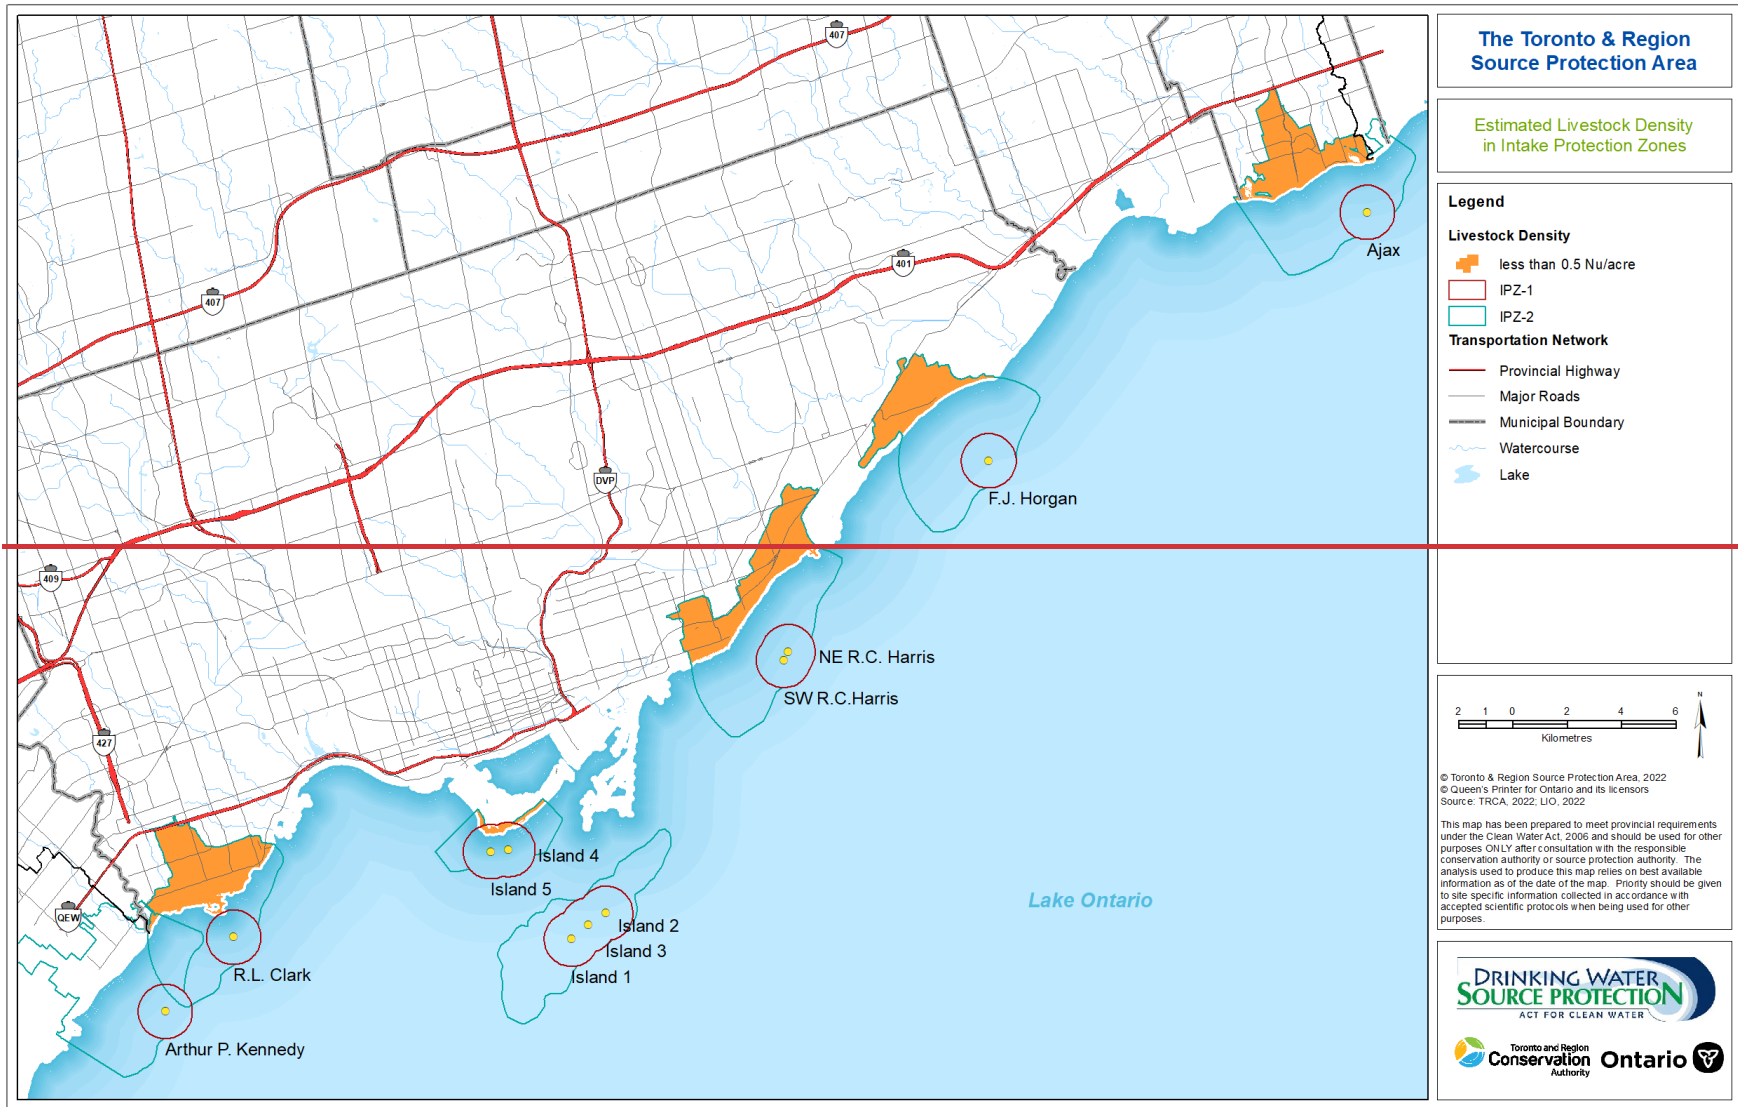 The Toronto & Region
Source Protection Area
Estimated Livestock Density
in Intake Protection Zones
Legend
Livestock Density
less than 0.5 Nu/acre
IPZ-1
IPZ-2
Transportation Network
Provincial Highway
Major Roads
Municipal Boundary
Watercourse
Lake
407
407
401
DVP
409
427
QEW
Ajax
F.J. Horgan
NE R.C. Harris
SW R.C.Harris
Island 4
Island 5
Island 2
Island 3
Island 1
R.L. Clark
Arthur P. Kennedy
Lake Ontario
N
2 1 0 2 4 6
Kilometres
© Toronto & Region Source Protection Area, 2022
© Queen's Printer for Ontario and its licensors
Source: TRCA, 2022; LIO, 2022
This map has been prepared to meet provincial requirements
under the Clean Water Act, 2006 and should be used for other
purposes ONLY after consultation with the responsible
conservation authority or source protection authority. The
analysis used to produce this map relies on best available
information as of the date of the map. Priority should be given
to site specific information collected in accordance with
accepted scientific protocols when being used for other
purposes.
DRINKING WATER
SOURCE PROTECTION
ACT FOR CLEAN WATER
Toronto and Region
Conservation
Authority
Ontario